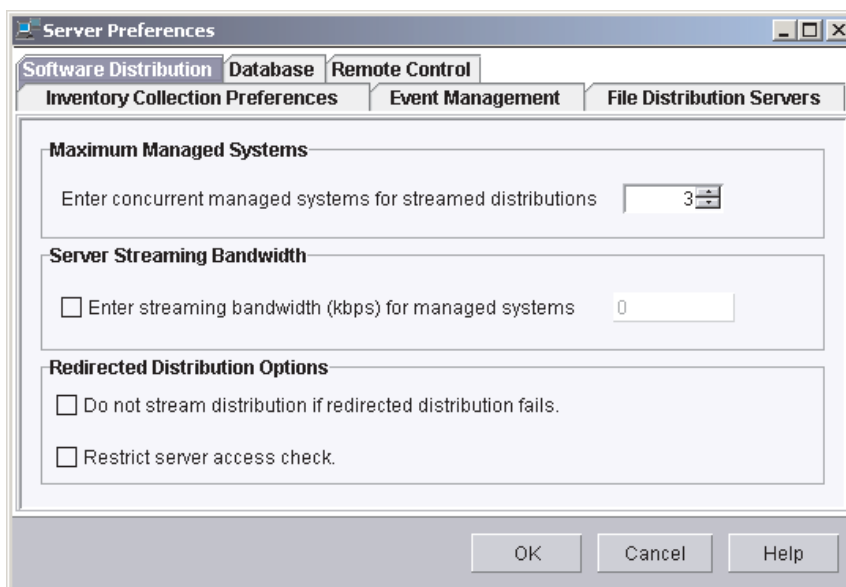 Server Preferences
Software Distribution Database Remote Control
Inventory Collection Preferences Event Management File Distribution Servers
Maximum Managed Systems
Enter concurrent managed systems for streamed distributions 3
Server Streaming Bandwidth
Enter streaming bandwidth (kbps) for managed systems 0
Redirected Distribution Options
Do not stream distribution if redirected distribution fails.
Restrict server access check.
OK Cancel Help